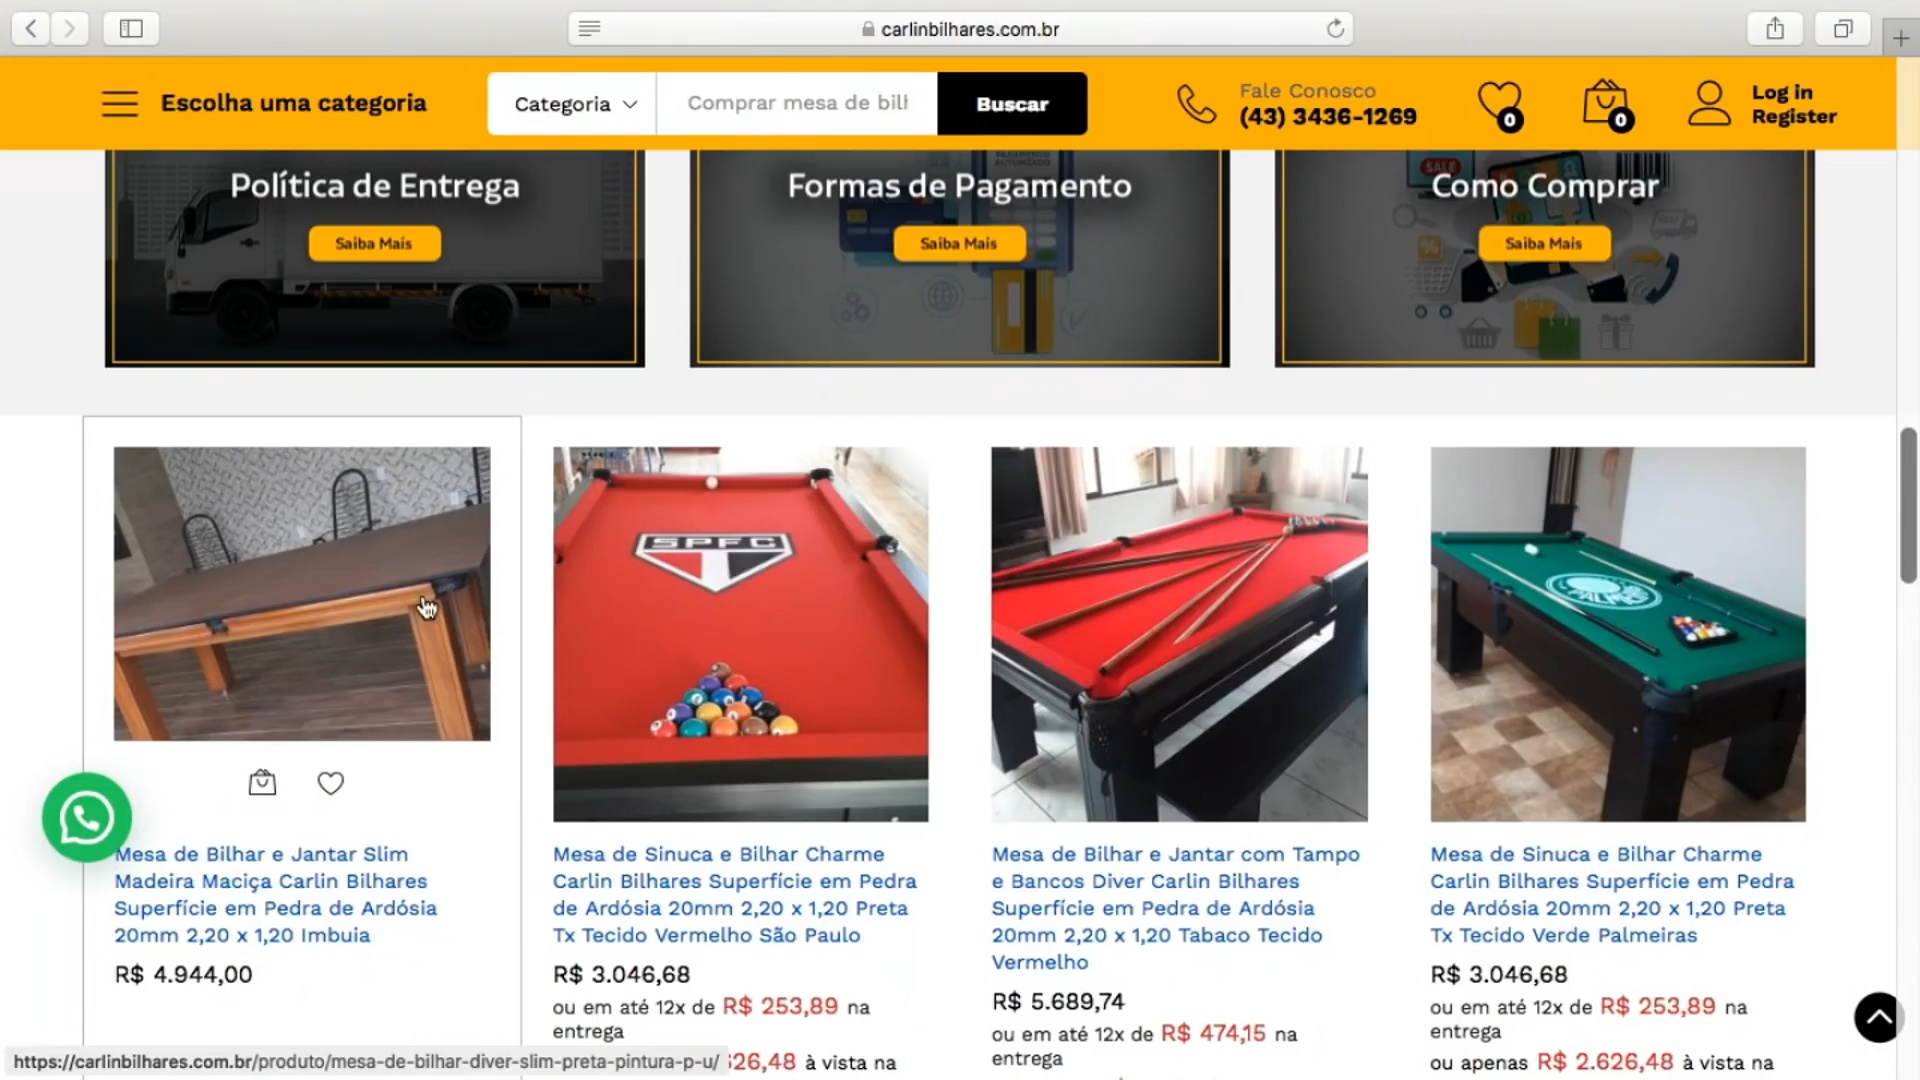 carlinbilhares.com.br
Escolha uma categoria
Categoria
Comprar mesa de bilh
Buscar
Fale Conosco
(43) 3436-1269
0
0
Log in
Register
Política de Entrega
Saiba Mais
Formas de Pagamento
Saiba Mais
SALE
Como Comprar
Saiba Mais
SPFC
Mesa de Bilhar e Jantar Slim
Madeira Maciça Carlin Bilhares
Superfície em Pedra de Ardósia
20mm 2,20 x 1,20 Imbuia
R$ 4.944,00
Mesa de Sinuca e Bilhar Charme
Carlin Bilhares Superfície em Pedra
de Ardósia 20mm 2,20 x 1,20 Preta
Tx Tecido Vermelho São Paulo
R$ 3.046,68
ou em até 12x de R$ 253,89 na
entrega
626,48 à vista na
Mesa de Bilhar e Jantar com Tampo
e Bancos Diver Carlin Bilhares
Superfície em Pedra de Ardósia
20mm 2,20 x 1,20 Tabaco Tecido
Vermelho
R$ 5.689,74
ou em até 12x de R$ 474,15 na
entrega
Mesa de Sinuca e Bilhar Charme
Carlin Bilhares Superfície em Pedra
de Ardósia 20mm 2,20 x 1,20 Preta
Tx Tecido Verde Palmeiras
R$ 3.046,68
ou em até 12x de R$ 253,89 na
entrega
ou apenas R$ 2.626,48 à vista na
https://carlinbilhares.com.br/produto/mesa-de-bilhar-diver-slim-preta-pintura-p-u/